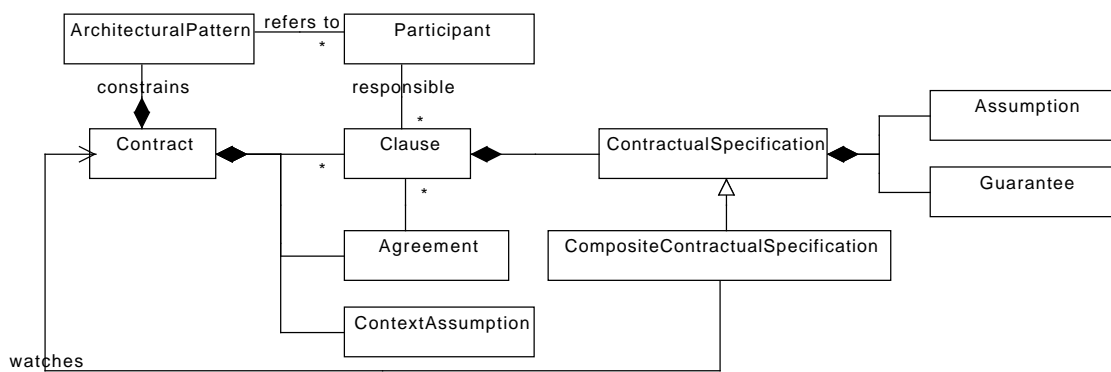 refers to
ArchitecturalPattern
Participant
*
constrains
responsible
Assumption
*
Contract
Clause
ContractualSpecification
*
Guarantee
*
Agreement
CompositeContractualSpecification
ContextAssumption
watches